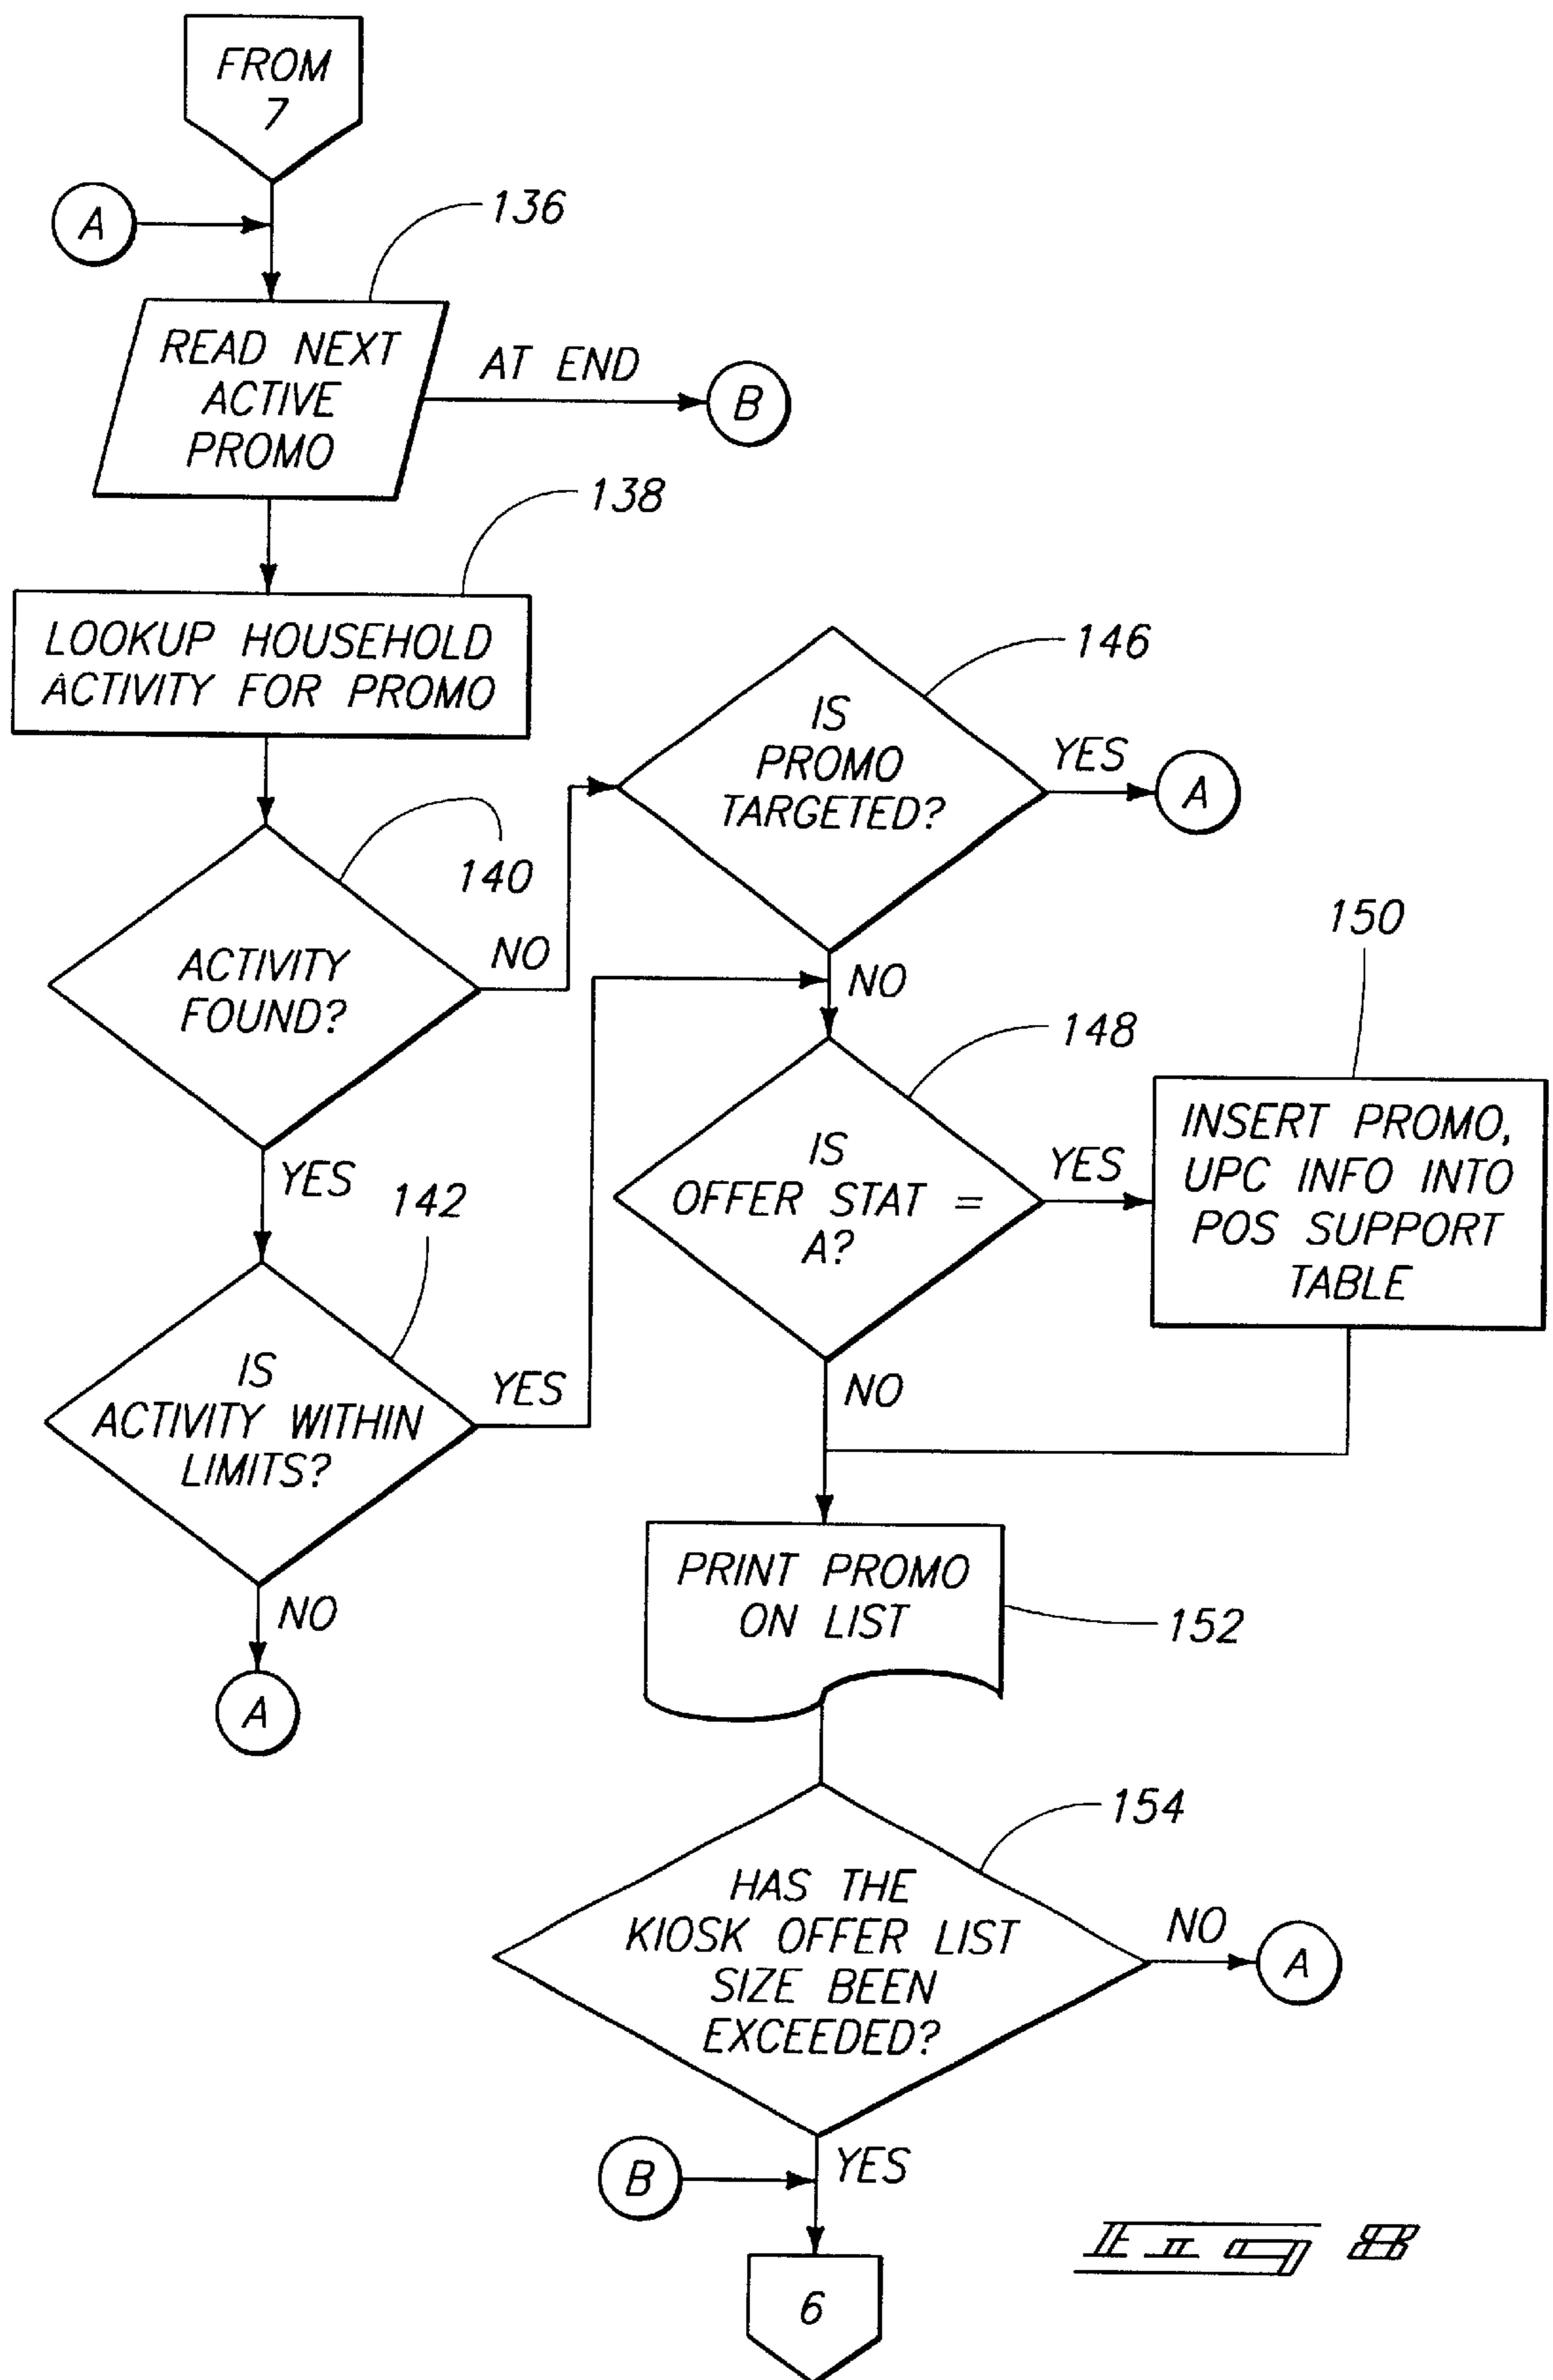 FROM
7
A
136
READ NEXT
ACTIVE
PROMO
AT END
B
138
LOOKUP HOUSEHOLD
ACTIVITY FOR PROMO
140
ACTIVITY
FOUND?
NO
YES
142
IS
ACTIVITY WITHIN
LIMITS?
YES
NO
A
146
IS
PROMO
TARGETED?
YES
A
NO
148
IS
OFFER STAT =
A?
YES
150
INSERT PROMO,
UPC INFO INTO
POS SUPPORT
TABLE
NO
PRINT PROMO
ON LIST
152
154
HAS THE
KIOSK OFFER LIST
SIZE BEEN
EXCEEDED?
NO
A
B
YES
6
Fig 8